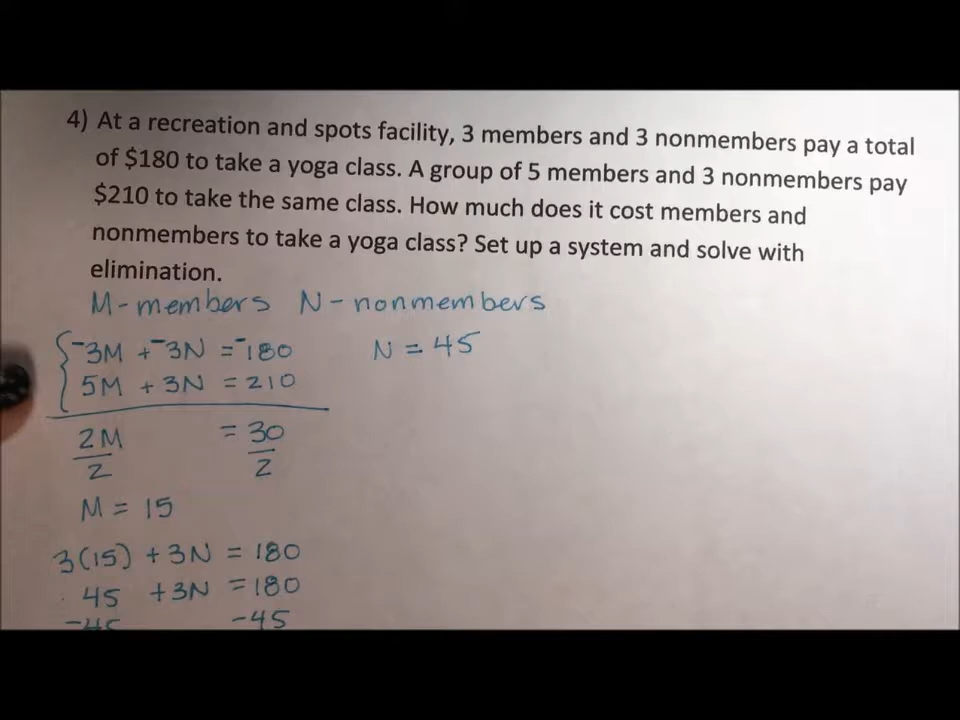 4) At a recreation and spots facility, 3 members and 3 nonmembers pay a total
of $180 to take a yoga class. A group of 5 members and 3 nonmembers pay
$210 to take the same class. How much does it cost members and
nonmembers to take a yoga class? Set up a system and solve with
elimination.
M - members N - nonmembers
-3M + -3N = -180 N = 45
5M + 3N = 210
2M = 30
2 2
M = 15
3(15) + 3N = 180
45 + 3N = 180
-45 -45